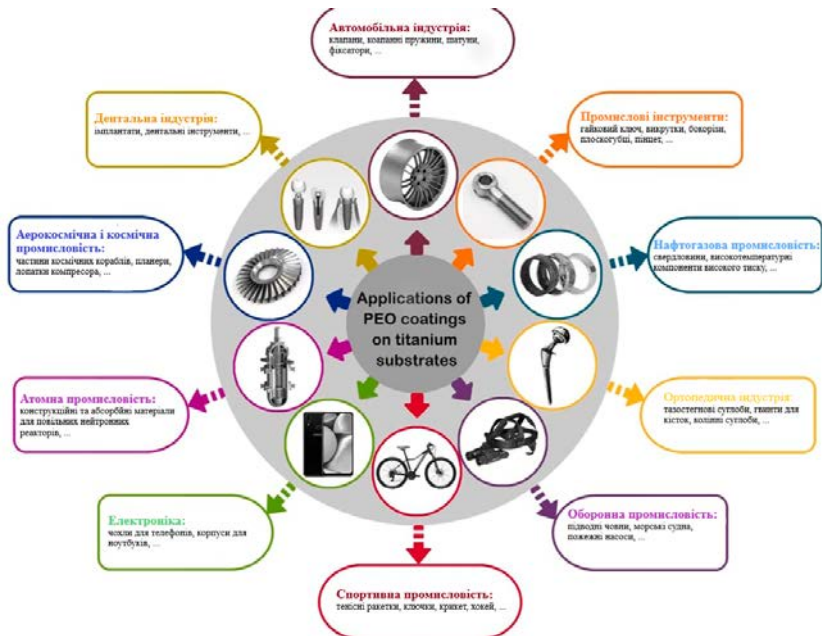 Автомобільна індустрія:
клапани, клапанні пружини, шатуни,
фіксатори, ...
Дентальна індустрія:
імплантати, дентальні інструменти, ...
Промислові інструменти:
гайковий ключ, викрутки, бокорізи,
плоскогубці, пінцет, ...
Аерокосмічна і космічна
промисловість:
частини космічних кораблів, планери,
лопатки компресора, ...
Нафтогазова промисловість:
свердловини, високотемпературні
компоненти високого тиску, ...
Applications of
PEO coatings
on titanium
substrates
Атомна промисловість:
конструкційні та абсорбійні матеріали
для повільних нейтронних
реакторів, ...
Ортопедична індустрія:
тазостегнові суглоби, гвинти для
кісток, колінні суглоби, ...
Електроніка:
чохли для телефонів, корпуси для
ноутбуків, ...
Оборонна промисловість:
підводні човни, морські судна,
пожежні насоси, ...
Спортивна промисловість:
тенісні ракетки, ключки, крикет, хокей, ...